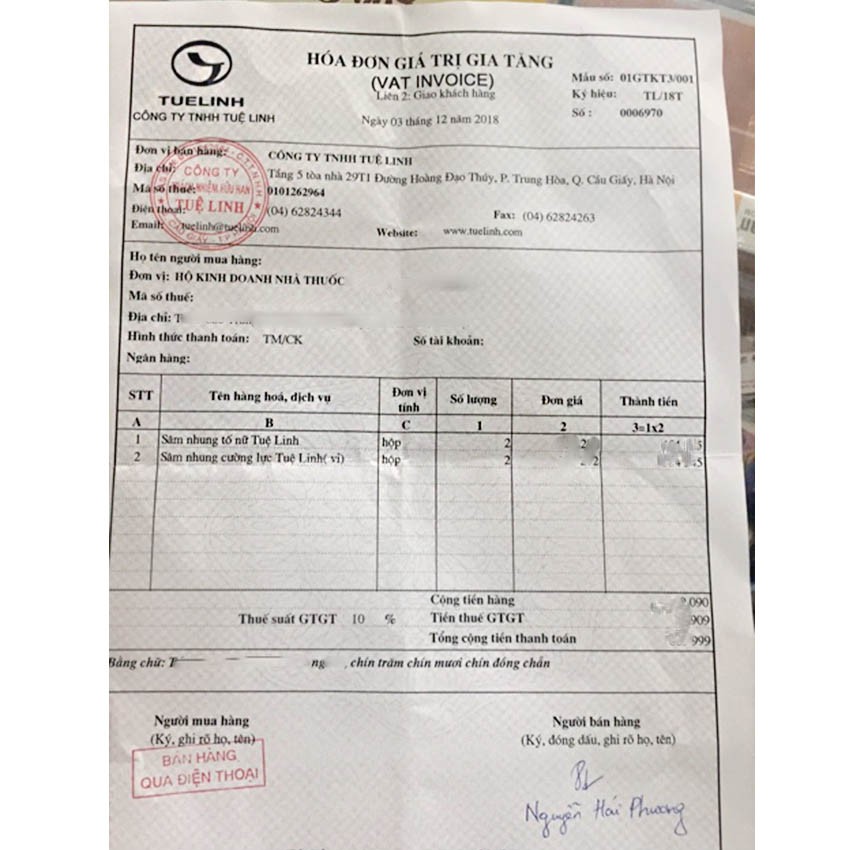 TUELINH
CÔNG TY TNHH TUỆ LINH
HÓA ĐƠN GIÁ TRỊ GIA TĂNG
(VAT INVOICE)
Liên 2: Giao khách hàng
Ngày 03 tháng 12 năm 2018
Mẫu số: 01GTKT3/001
Ký hiệu: TL/18T
Số : 0006970
Đơn vị bán hàng: CÔNG TY TNHH TUỆ LINH
Địa chỉ: Tầng 5 tòa nhà 29T1 Đường Hoàng Đạo Thúy, P. Trung Hòa, Q. Cầu Giấy, Hà Nội
Mã số thuế: 0101262964
Điện thoại: (04) 62824344 Fax: (04) 62824263
Email: tuelinh@tuelinh.com Website: www.tuelinh.com
CÔNG TY
TUỆ LINH
Họ tên người mua hàng:
Đơn vị: HỘ KINH DOANH NHÀ THUỐC
Mã số thuế:
Địa chỉ: T
Hình thức thanh toán: TM/CK Số tài khoản:
Ngân hàng:
STT Tên hàng hoá, dịch vụ Đơn vị tính Số lượng Đơn giá Thành tiền
A B C 1 2 3=1x2
1 Sâm nhung tố nữ Tuệ Linh hộp 2
2 Sâm nhung cường lực Tuệ Linh( vỉ) hộp 2
Cộng tiền hàng 090
Thuế suất GTGT 10 % Tiền thuế GTGT 909
Tổng cộng tiền thanh toán 999
Bằng chữ: T ng , chín trăm chín mươi chín đồng chẵn
Người mua hàng Người bán hàng
(Ký, ghi rõ họ, tên) (Ký, đóng dấu, ghi rõ họ, tên)
BÁN HÀNG
QUA ĐIỆN THOẠI
Nguyễn Hải Phương